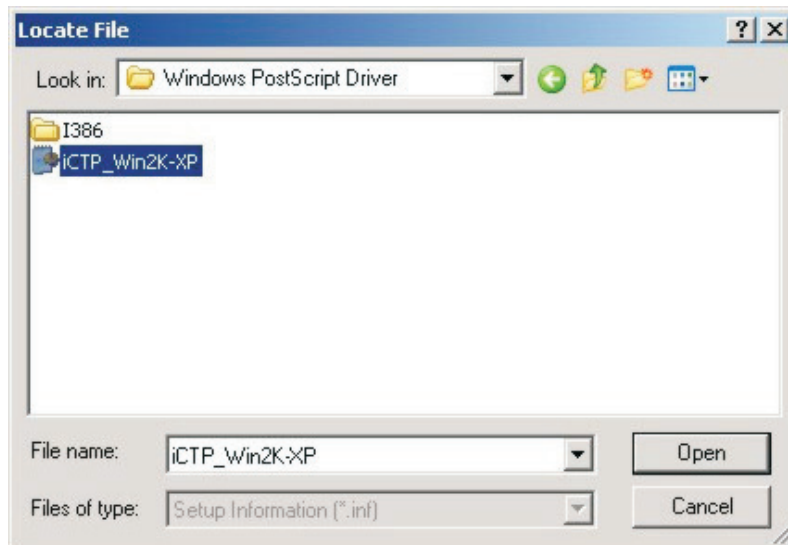 Locate File
Look in: Windows PostScript Driver
I386
iCTP_Win2K-XP
File name: iCTP_Win2K-XP Open
Files of type: Setup Information (*.inf) Cancel